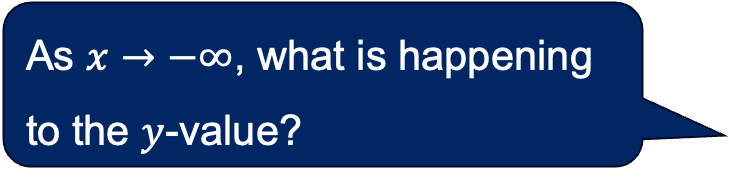 As 𝑥 → −∞, what is happening
to the 𝑦-value?